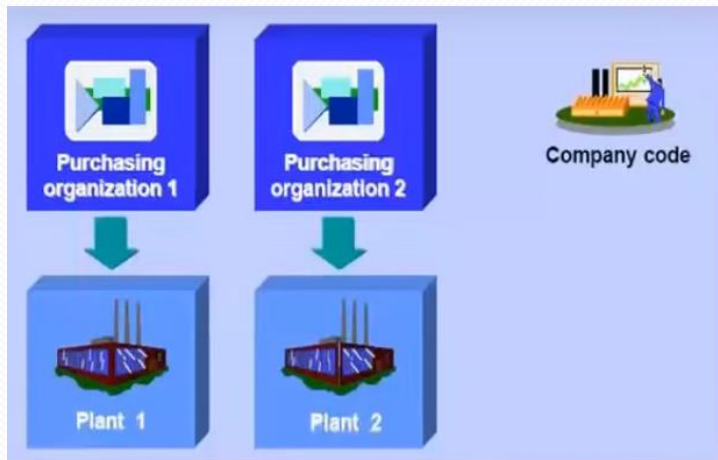 Purchasing
organization 1
Purchasing
organization 2
Company code
Plant 1
Plant 2